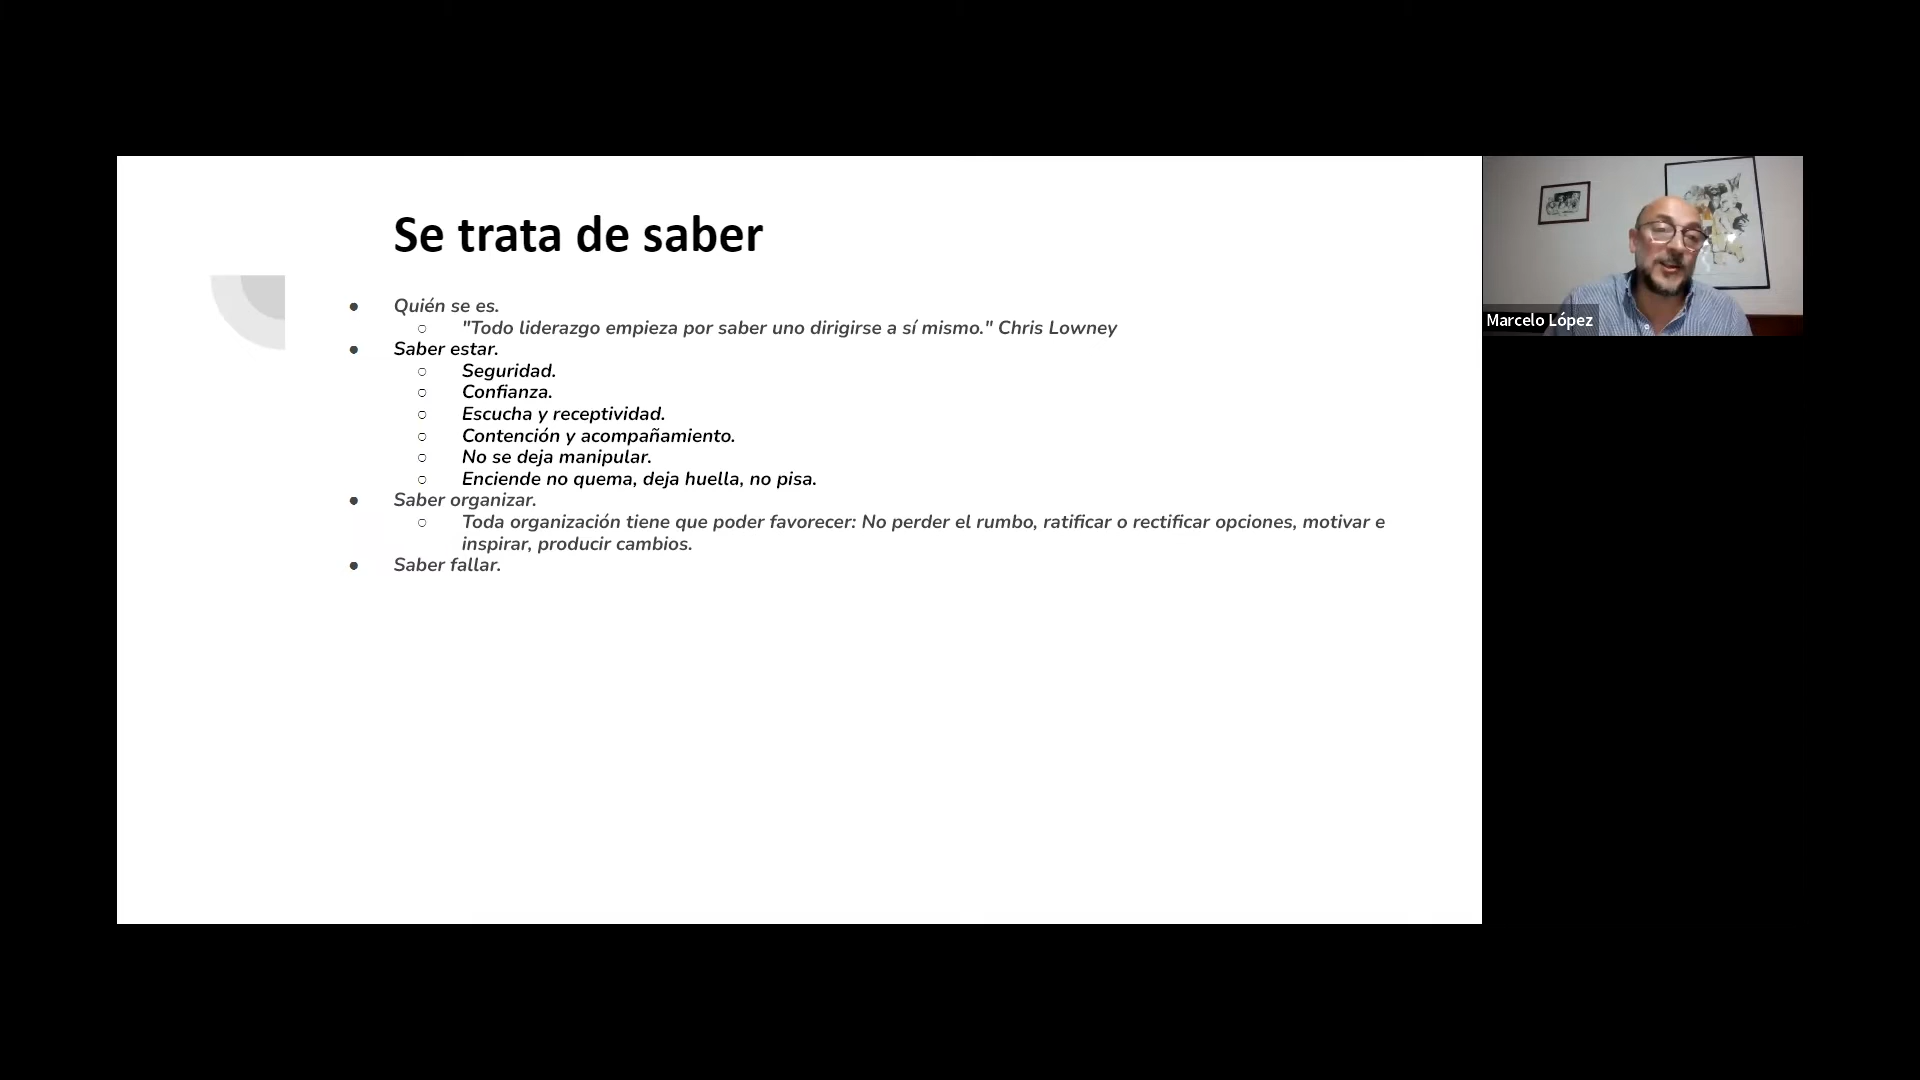 Se trata de saber
● Quién se es.
○ "Todo liderazgo empieza por saber uno dirigirse a sí mismo." Chris Lowney
● Saber estar.
○ Seguridad.
○ Confianza.
○ Escucha y receptividad.
○ Contención y acompañamiento.
○ No se deja manipular.
○ Enciende no quema, deja huella, no pisa.
● Saber organizar.
○ Toda organización tiene que poder favorecer: No perder el rumbo, ratificar o rectificar opciones, motivar e
inspirar, producir cambios.
● Saber fallar.
Marcelo López